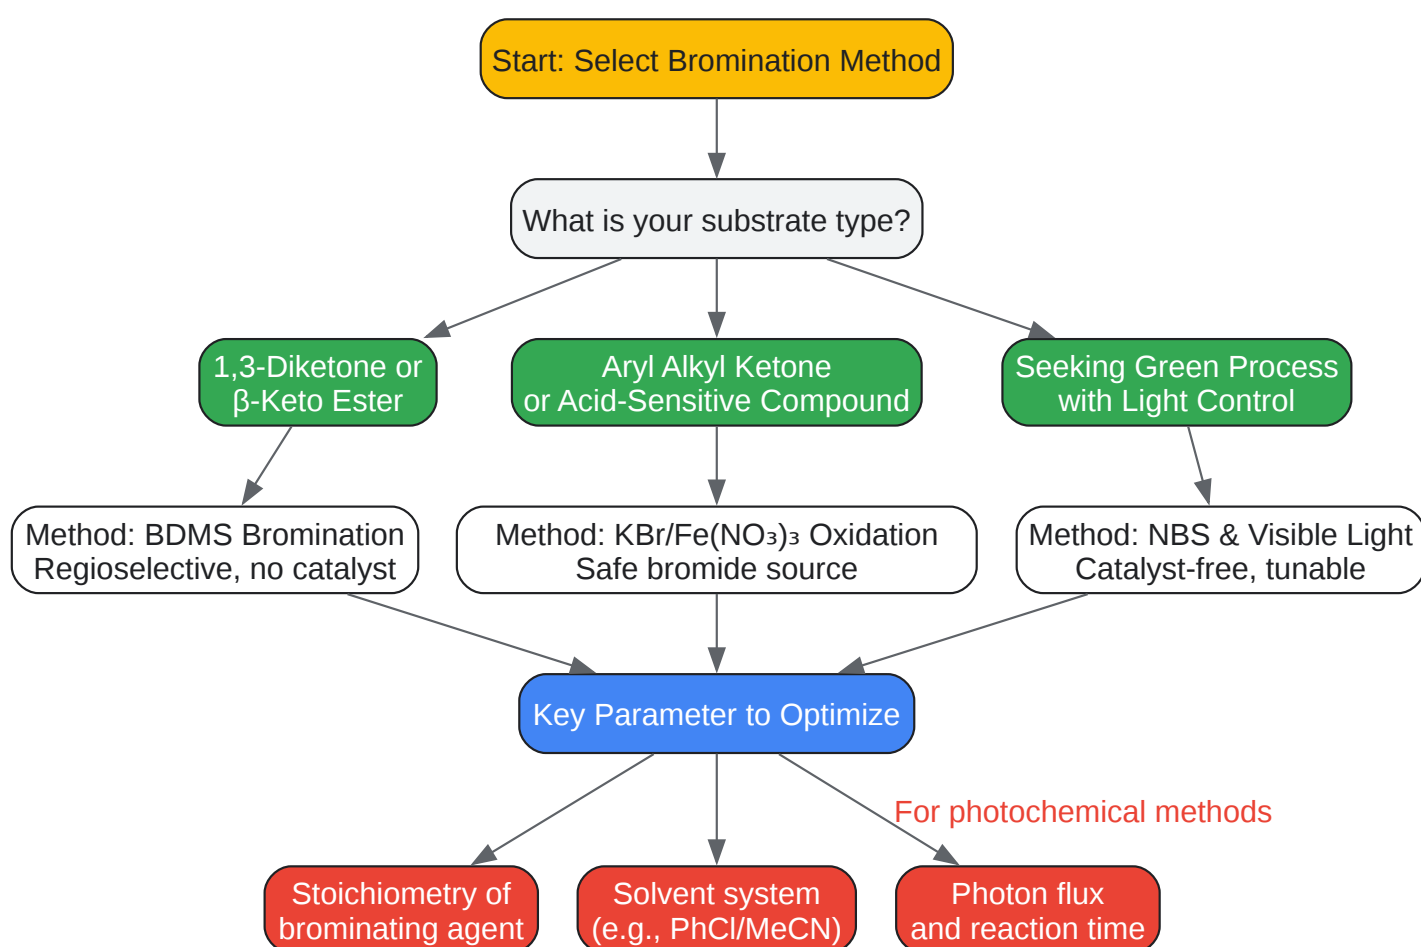 Start: Select Bromination Method
What is your substrate type?
1,3-Diketone or
β-Keto Ester
Aryl Alkyl Ketone
or Acid-Sensitive Compound
Seeking Green Process
with Light Control
Method: BDMS Bromination
Regioselective, no catalyst
Method: KBr/Fe(NO₃)₃ Oxidation
Safe bromide source
Method: NBS & Visible Light
Catalyst-free, tunable
Key Parameter to Optimize
For photochemical methods
Stoichiometry of
brominating agent
Solvent system
(e.g., PhCl/MeCN)
Photon flux
and reaction time